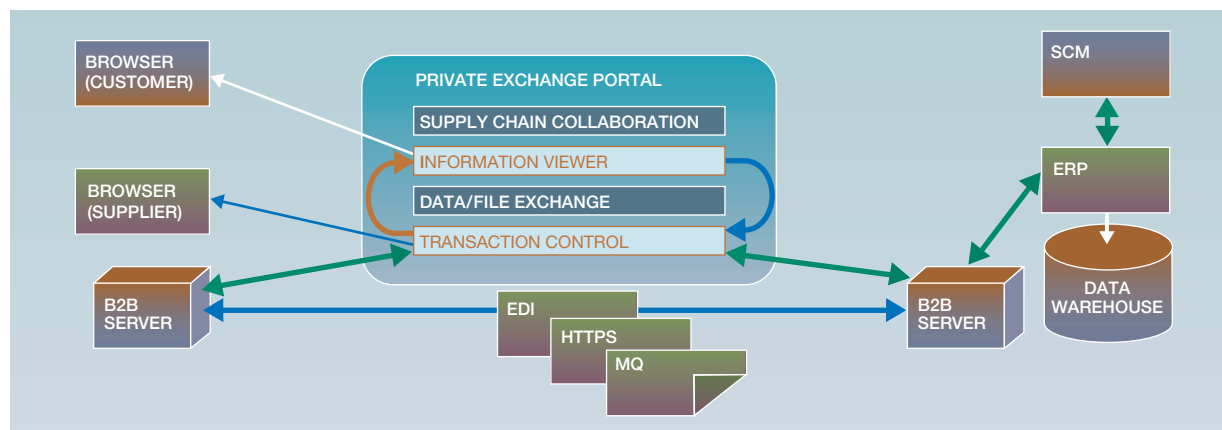 BROWSER
(CUSTOMER)
PRIVATE EXCHANGE PORTAL
SUPPLY CHAIN COLLABORATION
INFORMATION VIEWER
DATA/FILE EXCHANGE
TRANSACTION CONTROL
BROWSER
(SUPPLIER)
B2B
SERVER
EDI
HTTPS
MQ
B2B
SERVER
SCM
ERP
DATA
WAREHOUSE